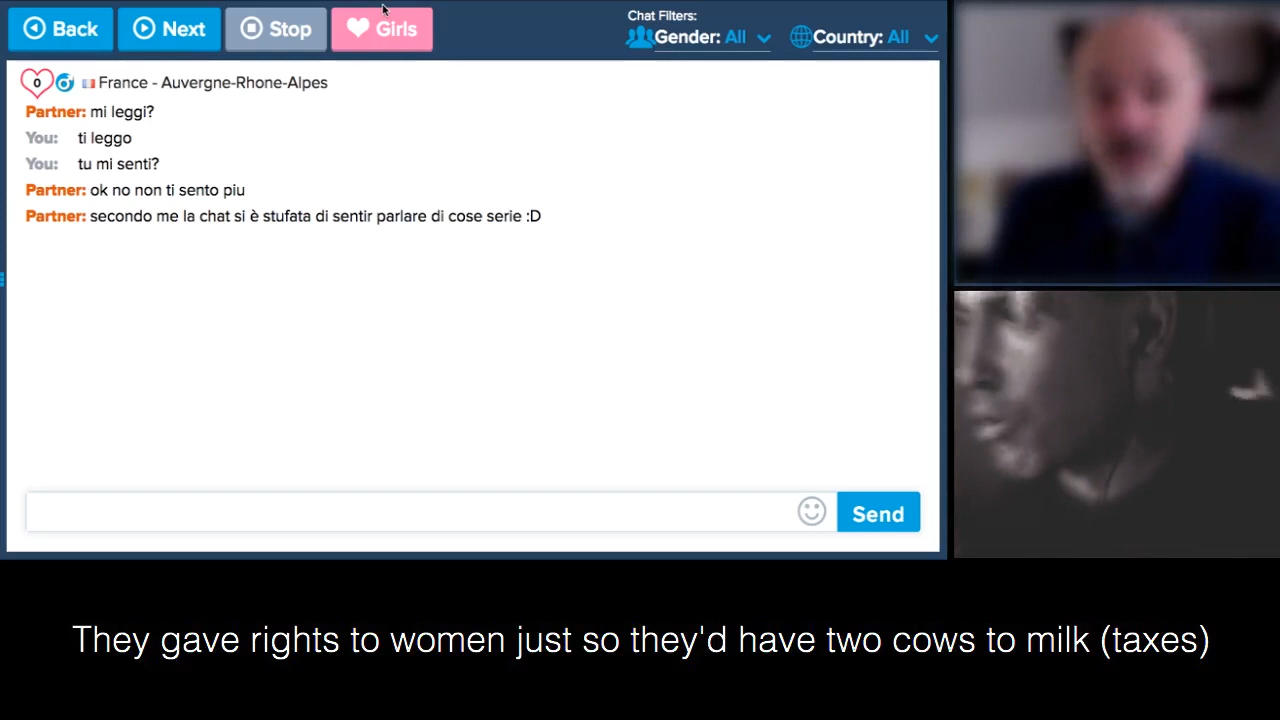 Back Next Stop Girls
Chat Filters:
Gender: All Country: All
0 France - Auvergne-Rhone-Alpes
Partner: mi leggi?
You: ti leggo
You: tu mi senti?
Partner: ok no non ti sento piu
Partner: secondo me la chat si è stufata di sentir parlare di cose serie :D
Send
They gave rights to women just so they'd have two cows to milk (taxes)